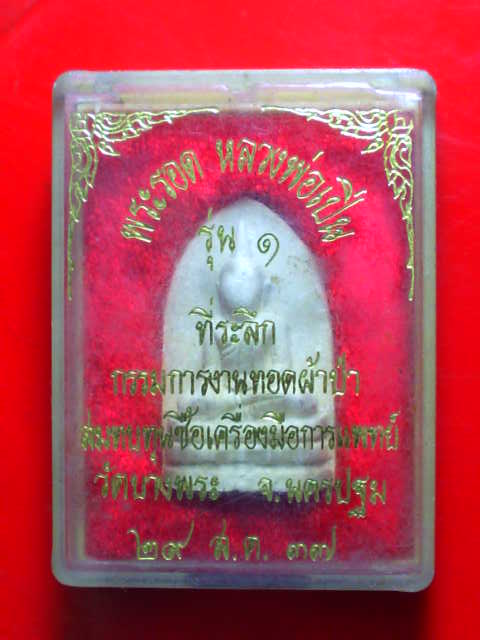 พระรอด หลวงพ่อเปิ่น
รุ่น ๑
ที่ระลึก
กรรมการงานทอดผ้าป่า
สมทบทุนซื้อเครื่องมือการแพทย์
วัดบางพระ จ.นครปฐม
๒๙ ส.ค. ๓๗